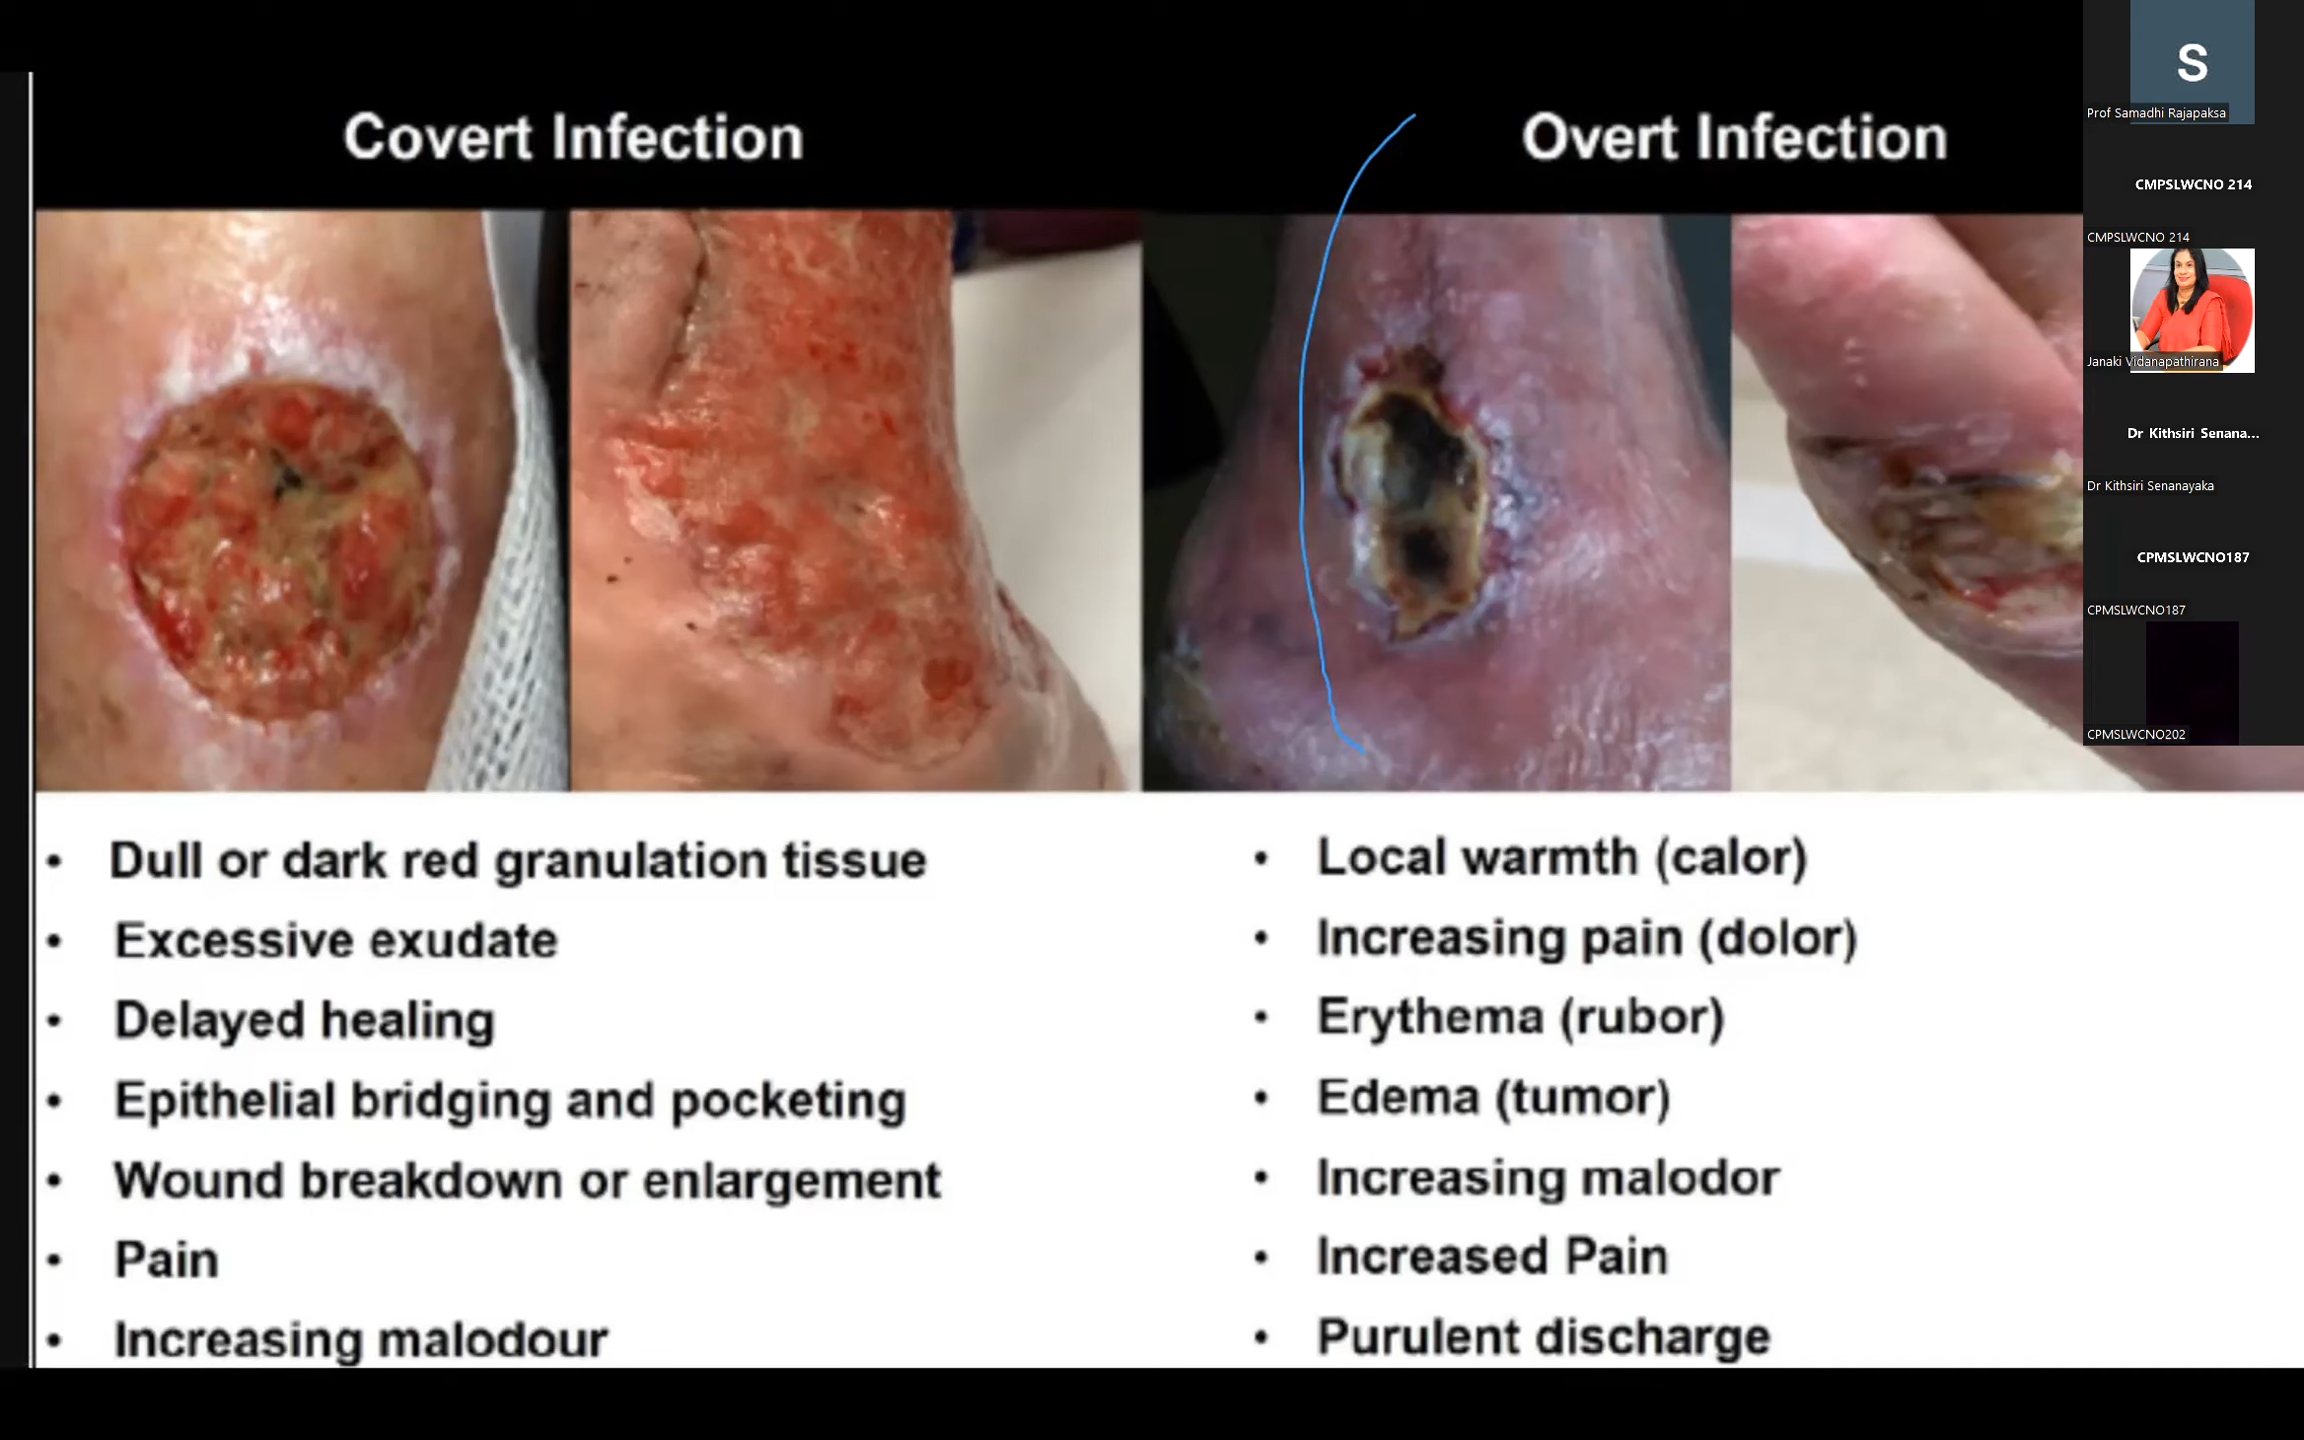 Covert Infection
Overt Infection
• Dull or dark red granulation tissue
• Excessive exudate
• Delayed healing
• Epithelial bridging and pocketing
• Wound breakdown or enlargement
• Pain
• Increasing malodour
• Local warmth (calor)
• Increasing pain (dolor)
• Erythema (rubor)
• Edema (tumor)
• Increasing malodor
• Increased Pain
• Purulent discharge
S
Prof Samadhi Rajapaksa
CMPSLWCNO 214
CMPSLWCNO 214
Janaki Vidanapathirana
Dr Kithsiri Senana...
Dr Kithsiri Senanayaka
CPMSLWCNO187
CPMSLWCNO187
CPMSLWCNO202